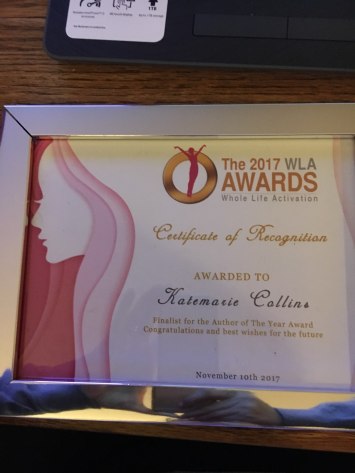 1TB
The 2017 WLA
AWARDS
Whole Life Activation
Certificate of Recognition
AWARDED TO
Katemarie Collins
Finalist for the Author of The Year Award
Congratulations and best wishes for the future
November 10th 2017